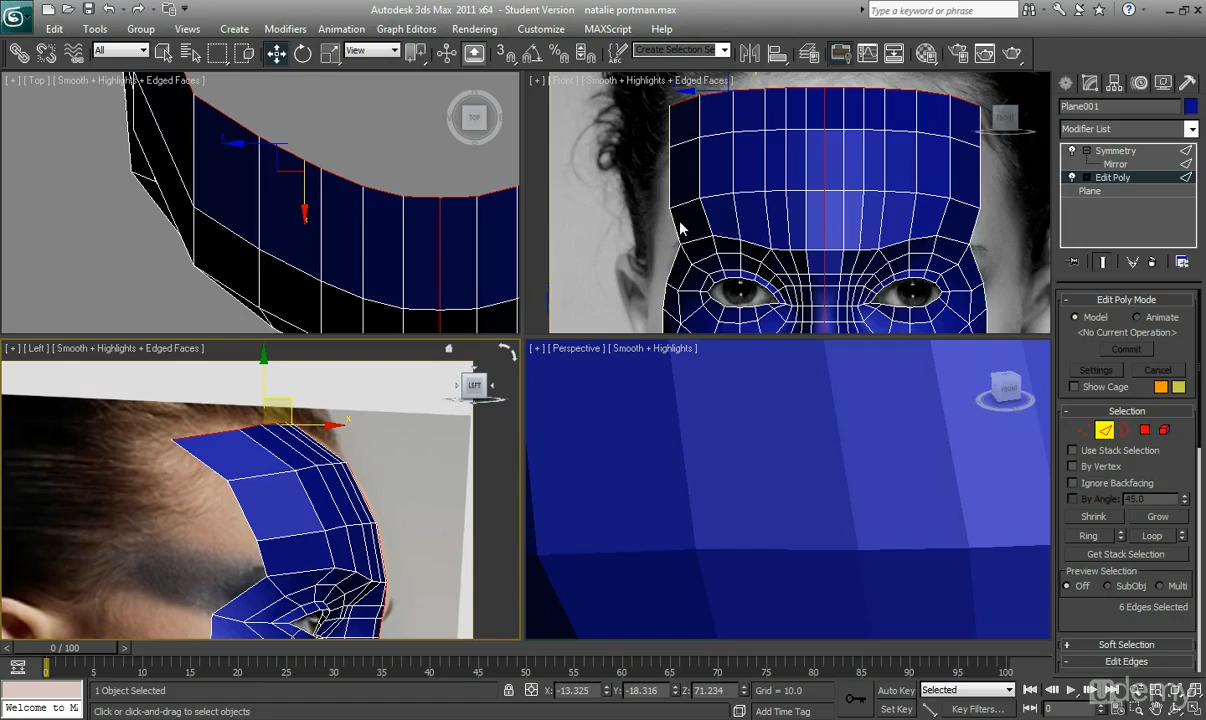 Autodesk 3ds Max 2011 x64 - Student Version natalie portman.max
Type a keyword or phrase
Edit Tools Group Views Create Modifiers Animation Graph Editors Rendering Customize MAXScript Help
All View Create Selection Se
[ + ] [ Top ] [ Smooth + Highlights + Edged Faces ]
TOP
[ + ] [ Front ] [ Smooth + Highlights + Edged Faces ]
FRONT
[ + ] [ Left ] [ Smooth + Highlights + Edged Faces ]
LEFT
x
[ + ] [ Perspective ] [ Smooth + Highlights ]
FRONT
Plane001
Modifier List
Symmetry
Mirror
Edit Poly
Plane
Edit Poly Mode
Model Animate
<No Current Operation>
Commit
Settings Cancel
Show Cage
Selection
Use Stack Selection
By Vertex
Ignore Backfacing
By Angle: 45.0
Shrink Grow
Ring Loop
Get Stack Selection
Preview Selection
Off SubObj Multi
6 Edges Selected
Soft Selection
Edit Edges
0 / 100
0 5 10 15 20 25 30 35 40 45 50 55 60 65 70 75 80 85 90 95 100
1 Object Selected X: -13.325 Y: -18.316 Z: 71.234 Grid = 10.0 Auto Key Selected
Welcome to M Click or click-and-drag to select objects Add Time Tag Set Key Key Filters... 0
udemy